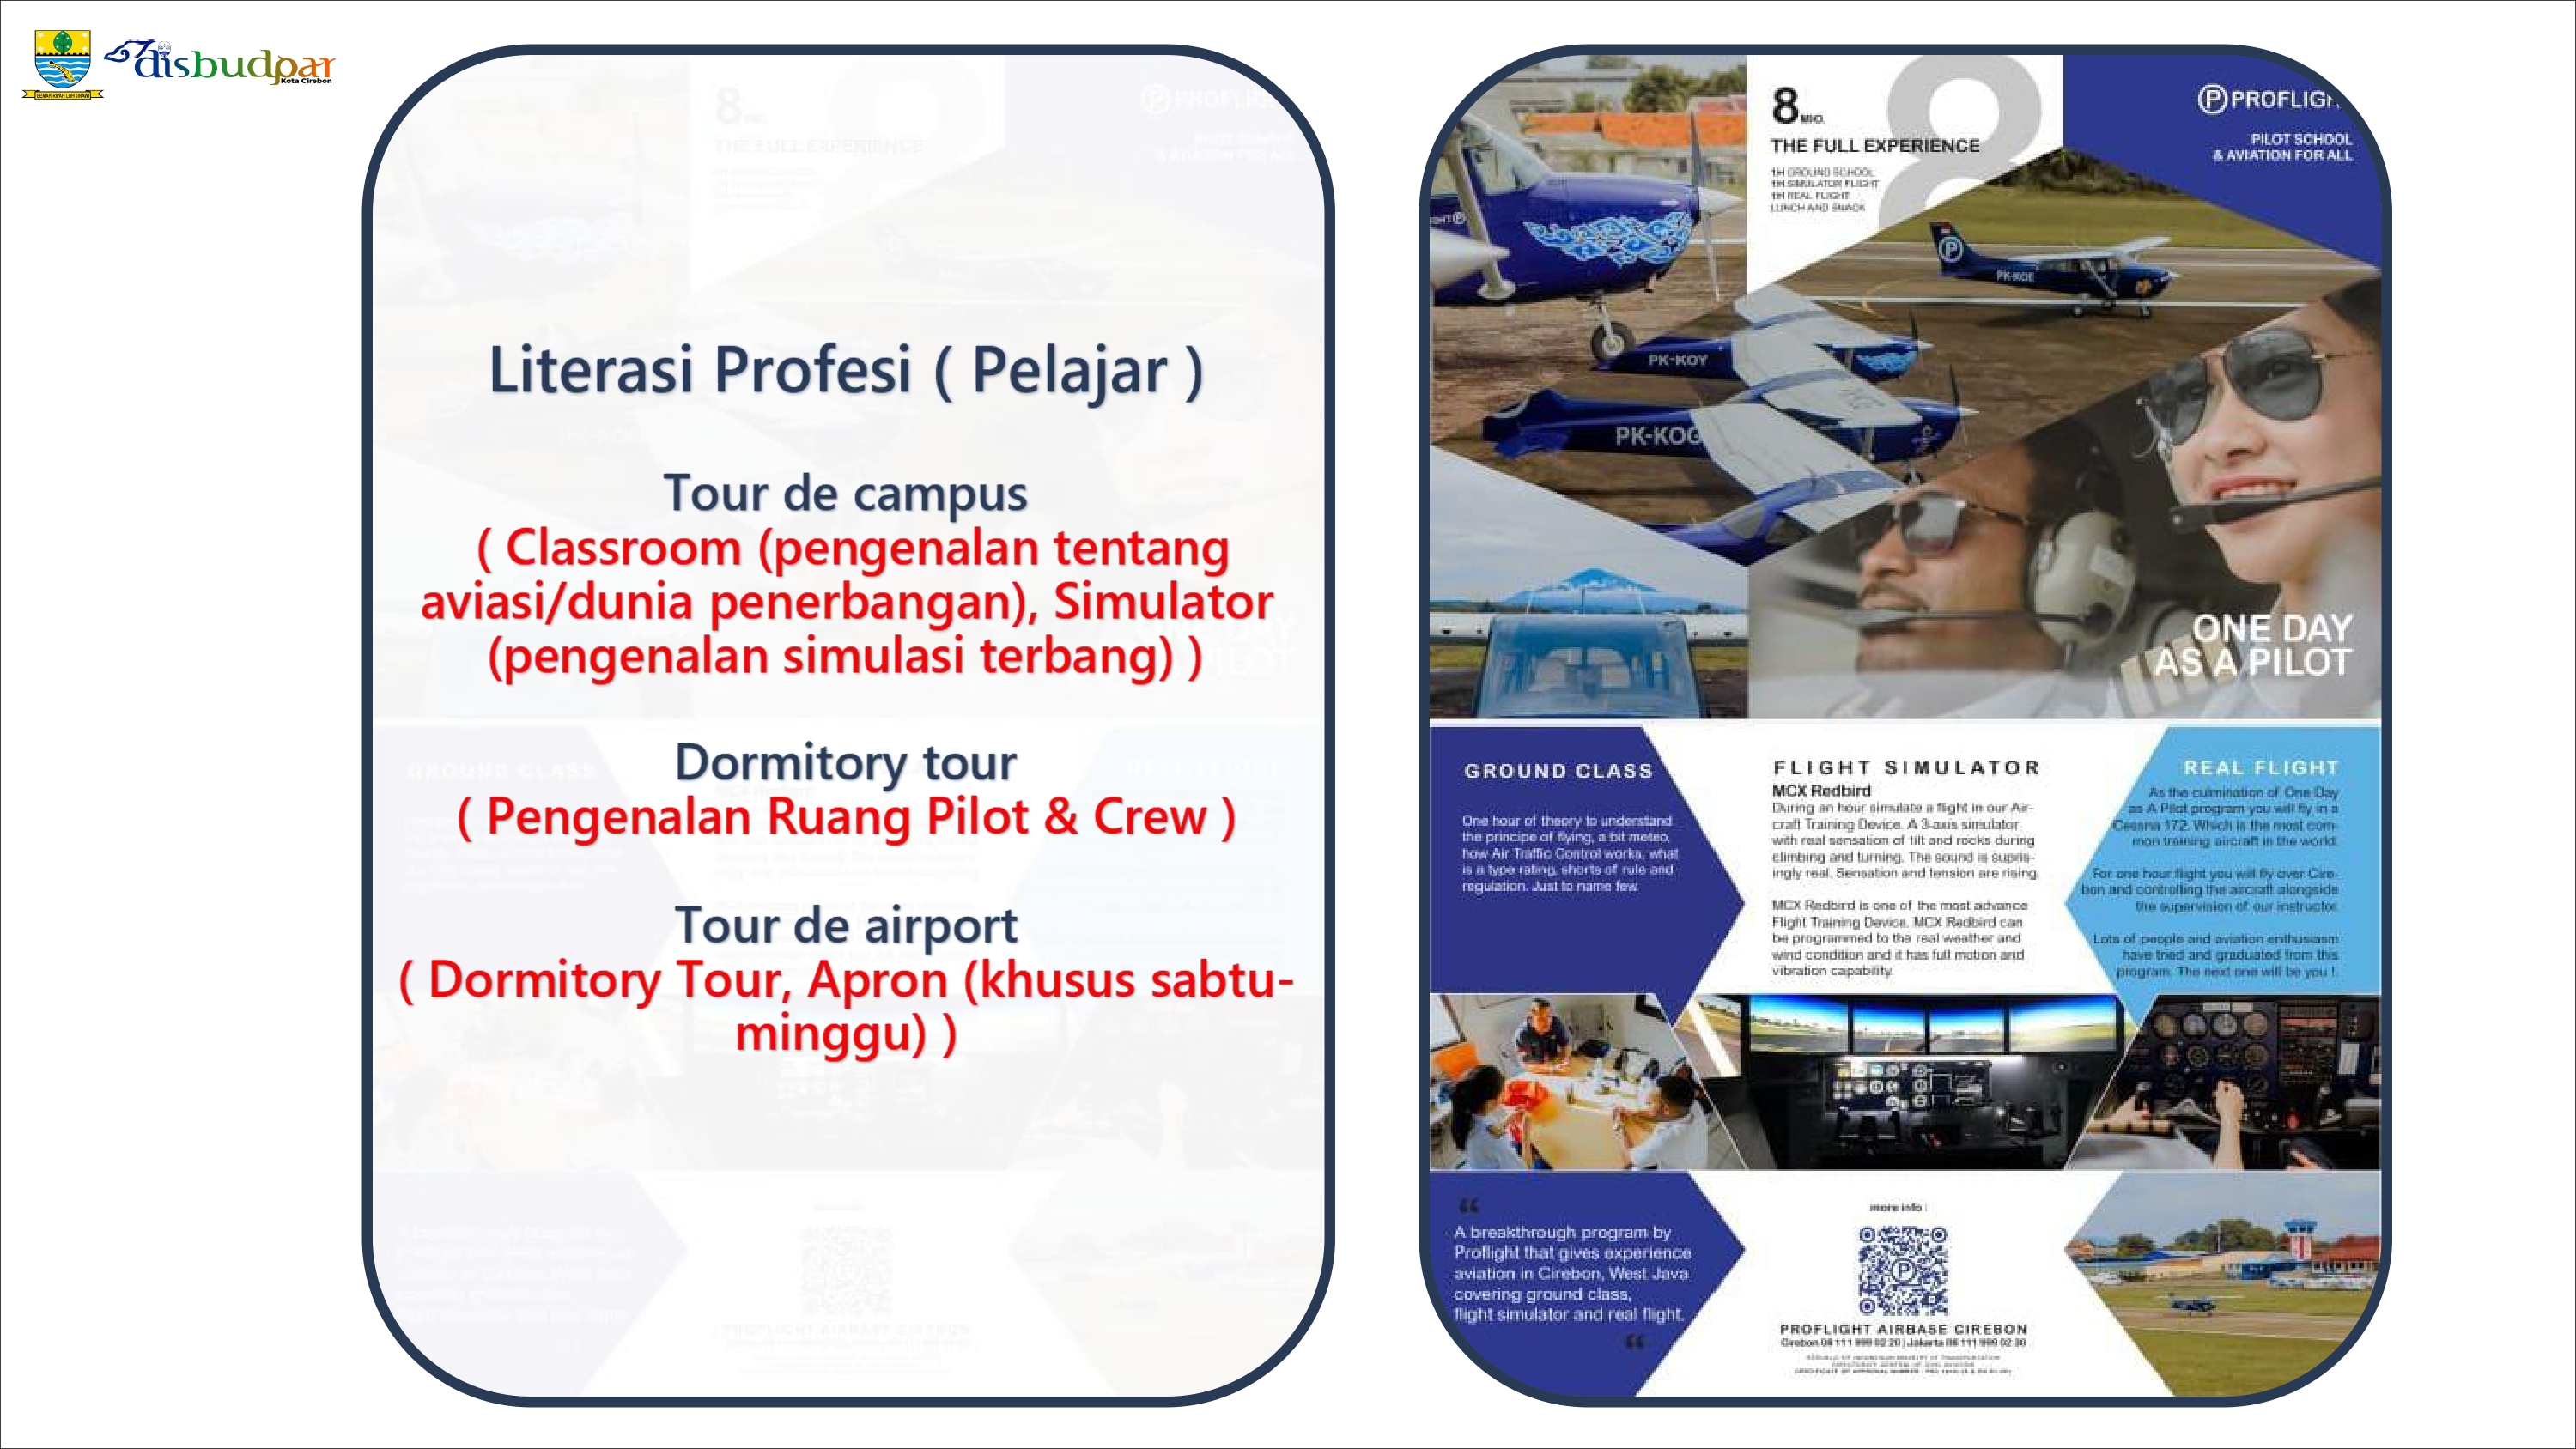 disbudpar
Kota Cirebon
Literasi Profesi ( Pelajar )
Tour de campus
( Classroom (pengenalan tentang
aviasi/dunia penerbangan), Simulator
(pengenalan simulasi terbang) )
Dormitory tour
( Pengenalan Ruang Pilot & Crew )
Tour de airport
( Dormitory Tour, Apron (khusus sabtu-
minggu) )
8 MIO.
THE FULL EXPERIENCE
1H GROUND SCHOOL
1H SIMULATOR FLIGHT
1H REAL FLIGHT
LUNCH AND SNACK
8
P PROFLIGH
PILOT SCHOOL
& AVIATION FOR ALL
PK-KOE
PK-KOY
PK-KOG
ONE DAY
AS A PILOT
GROUND CLASS
One hour of theory to understand
the principe of flying, a bit meteo,
how Air Traffic Control works, what
is a type rating, shorts of rule and
regulation. Just to name few.
FLIGHT SIMULATOR
MCX Redbird
During an hour simulate a flight in our Air-
craft Training Device. A 3-axis simulator
with real sensation of tilt and rocks during
climbing and turning. The sound is supris-
ingly real. Sensation and tension are rising.
MCX Redbird is one of the most advance
Flight Training Device. MCX Redbird can
be programmed to the real weather and
wind condition and it has full motion and
vibration capability.
REAL FLIGHT
As the culmination of One Day
as A Pilot program you will fly in a
Cessna 172. Which is the most com-
mon training aircraft in the world.
For one hour flight you will fly over Cire-
bon and controlling the aircraft alongside
the supervision of our instructor.
Lots of people and aviation enthusiasm
have tried and graduated from this
program. The next one will be you !.
“
A breakthrough program by
Proflight that gives experience
aviation in Cirebon, West Java
covering ground class,
flight simulator and real flight.
“
more info :
PROFLIGHT AIRBASE CIREBON
Cirebon 08 111 999 02 20 | Jakarta 08 111 999 02 30